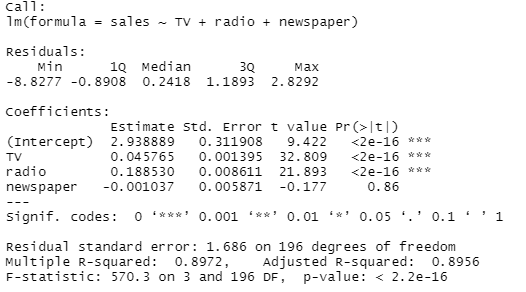 Call:
lm(formula = sales ~ TV + radio + newspaper)
Residuals:
Min 1Q Median 3Q Max
-8.8277 -0.8908 0.2418 1.1893 2.8292
Coefficients:
Estimate Std. Error t value Pr(>|t|)
(Intercept) 2.938889 0.311908 9.422 <2e-16 ***
TV 0.045765 0.001395 32.809 <2e-16 ***
radio 0.188530 0.008611 21.893 <2e-16 ***
newspaper -0.001037 0.005871 -0.177 0.86
---
Signif. codes: 0 ‘***’ 0.001 ‘**’ 0.01 ‘*’ 0.05 ‘.’ 0.1 ‘ ’ 1
Residual standard error: 1.686 on 196 degrees of freedom
Multiple R-squared: 0.8972, Adjusted R-squared: 0.8956
F-statistic: 570.3 on 3 and 196 DF, p-value: < 2.2e-16